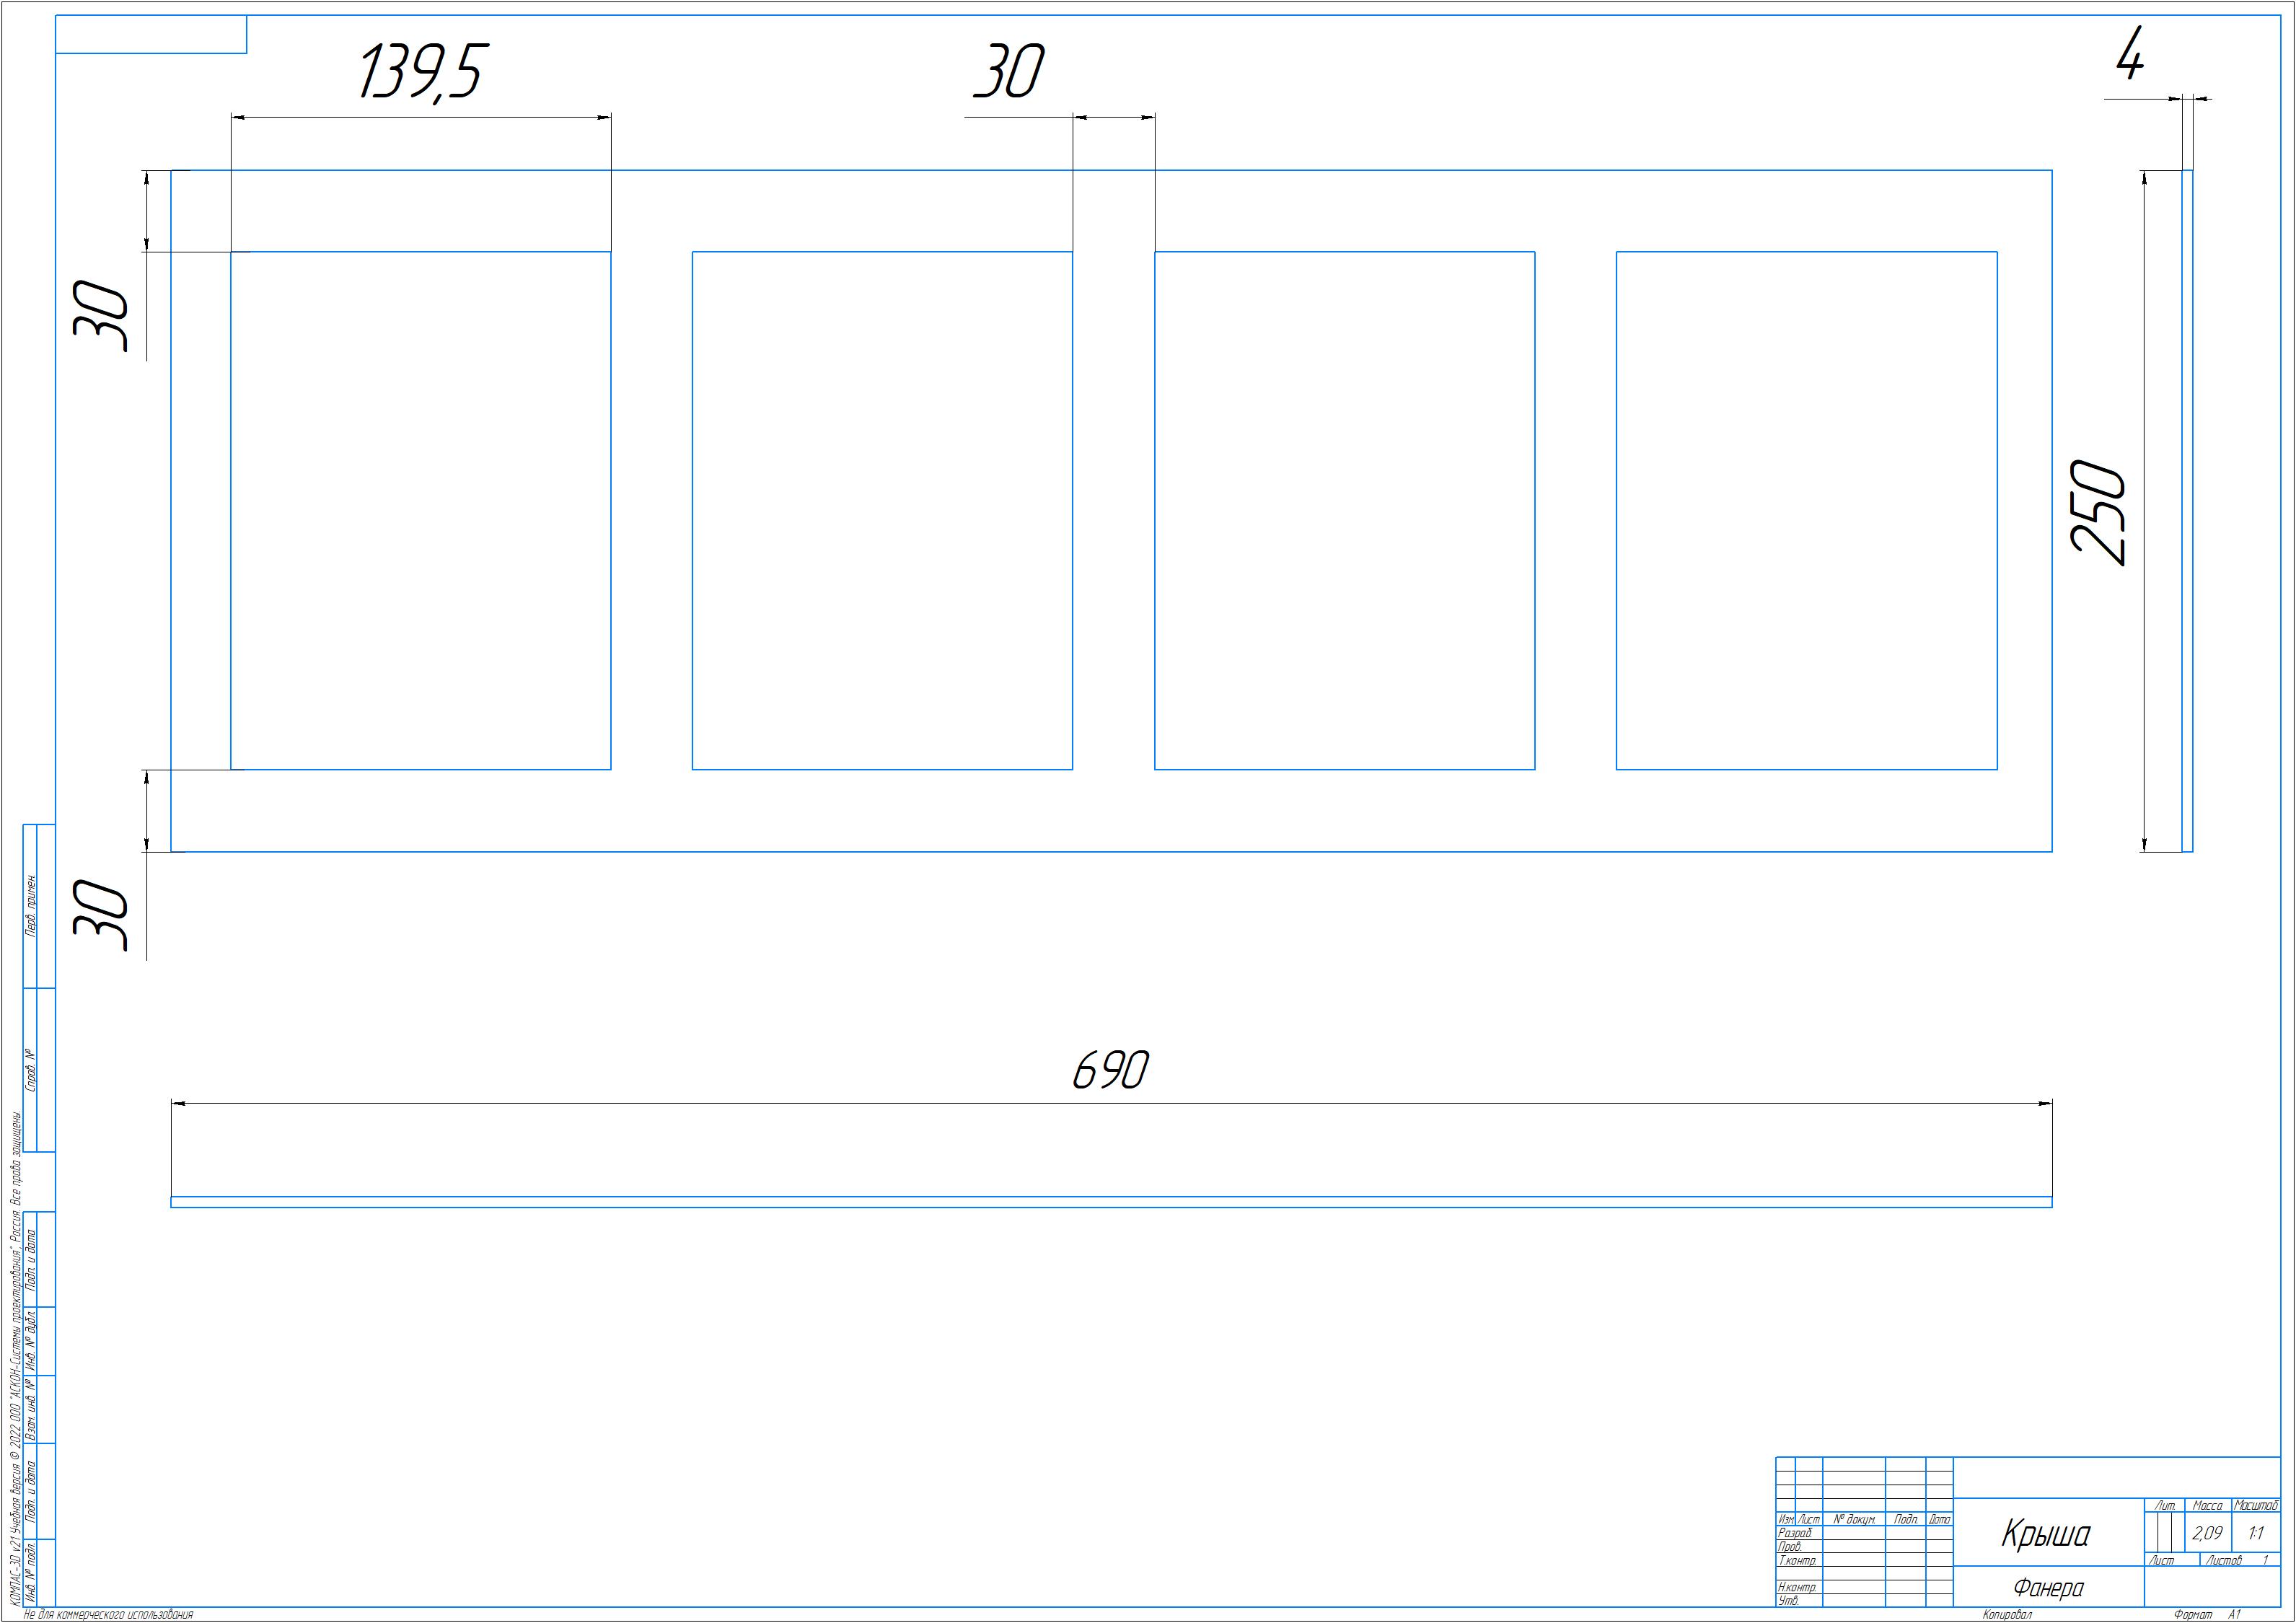 139,5
30
4
30
250
30
690
Перв. примен.
Справ. №
Подп. и дата
Инв. № дубл.
Взам. инв. №
Подп. и дата
Инв. № подл.
КОМПАС-3D v21 Учебная версия © 2022 ООО "АСКОН-Системы проектирования", Россия. Все права защищены.
Изм Лист № докум. Подп. Дата
Разраб.
Пров.
Т.контр.
Н.контр.
Утв.
Крыша
Фанера
Лит. Масса Масштаб
2,09 1:1
Лист Листов 1
Не для коммерческого использования
Копировал Формат A1